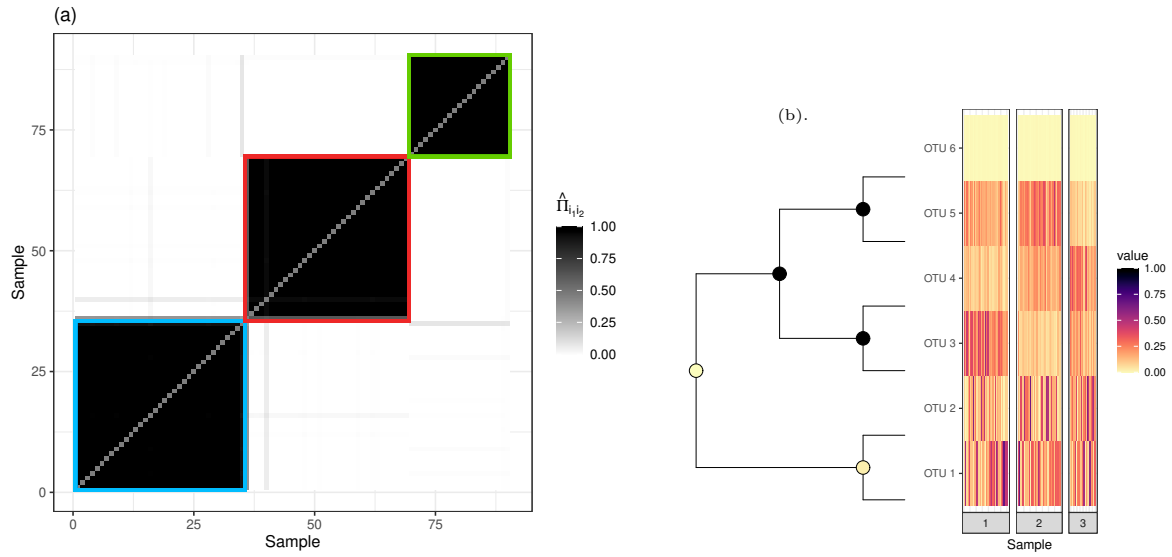 (a)
Sample
75
50
25
0
0 25 50 75
Sample
Π̂i₁i₂
1.00
0.75
0.50
0.25
0.00
(b).
OTU 6
OTU 5
OTU 4
OTU 3
OTU 2
OTU 1
1 2 3
Sample
value
1.00
0.75
0.50
0.25
0.00